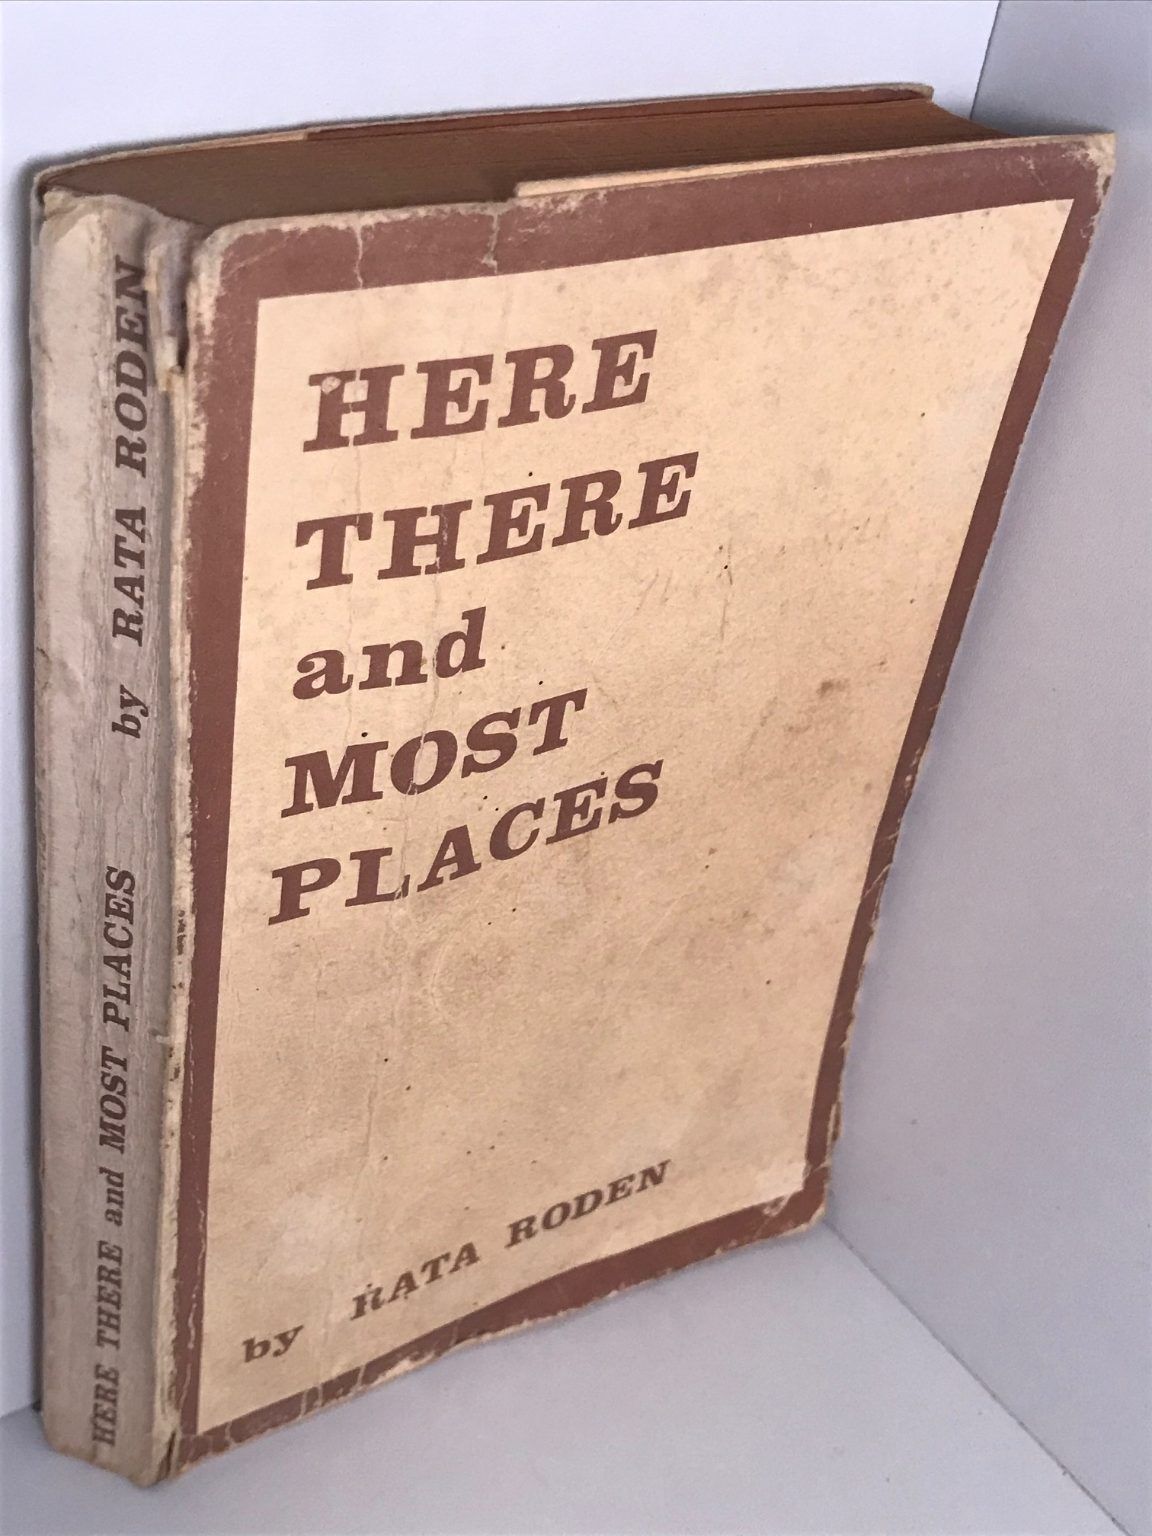 HERE
THERE
and
MOST
PLACES
by RATA RODEN
HERE THERE and MOST PLACES by RATA RODEN